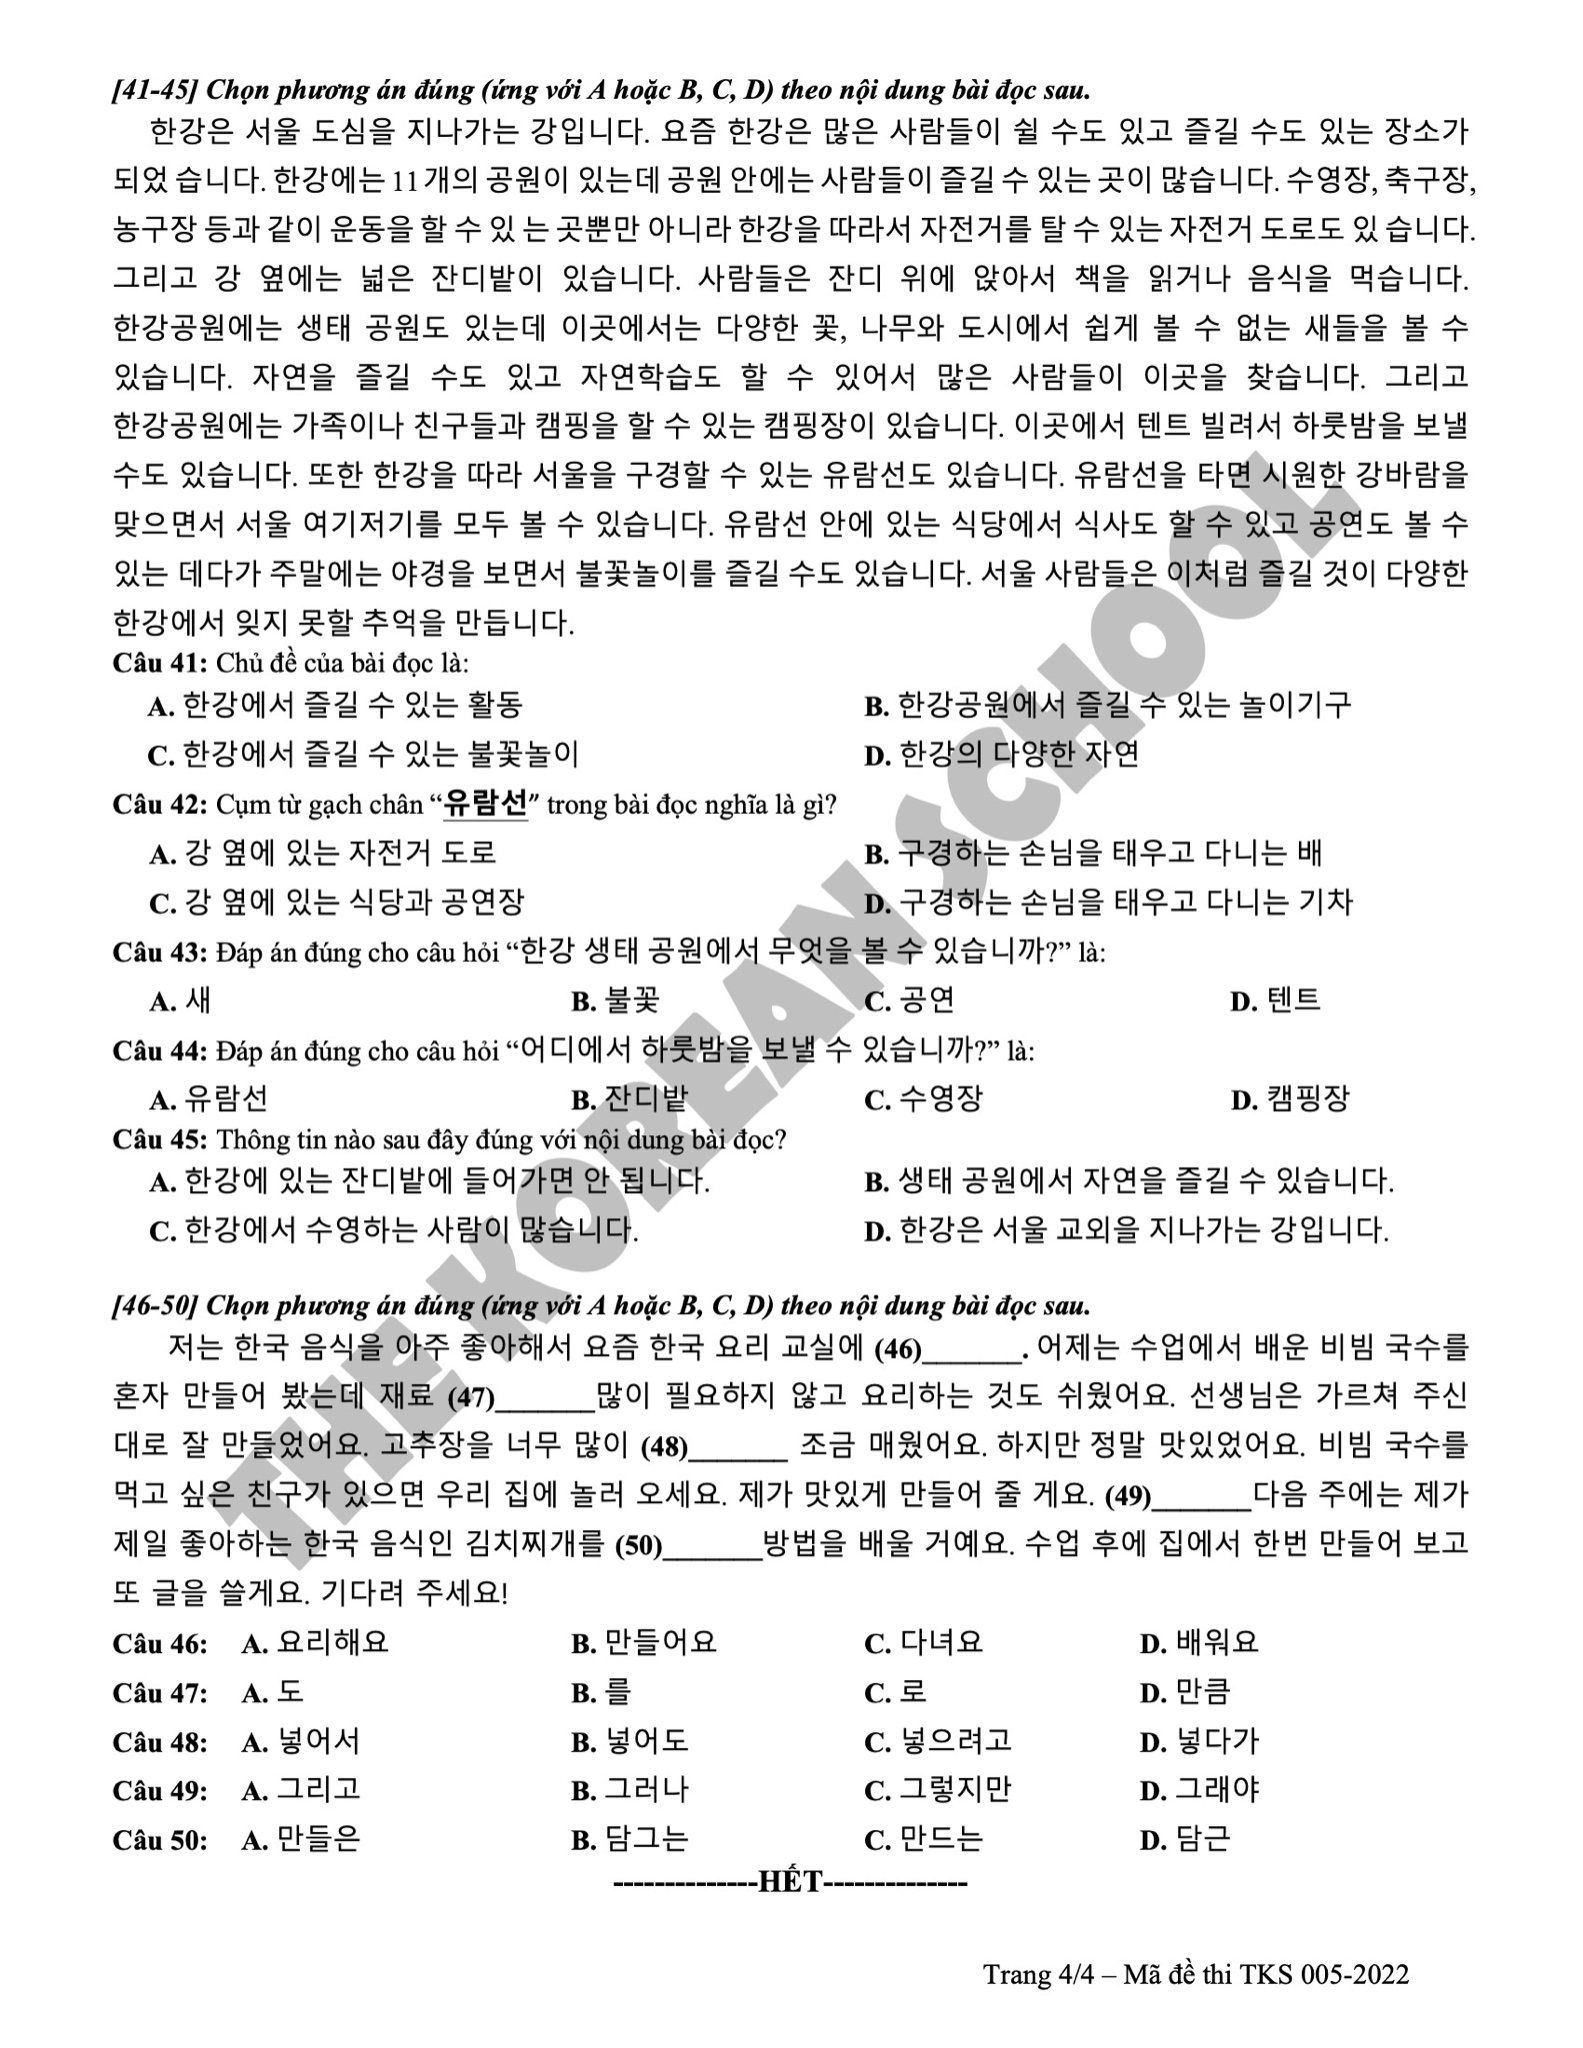 [41-45] Chọn phương án đúng (ứng với A hoặc B, C, D) theo nội dung bài đọc sau.
한강은 서울 도심을 지나가는 강입니다. 요즘 한강은 많은 사람들이 쉴 수도 있고 즐길 수도 있는 장소가
되었 습니다. 한강에는 11개의 공원이 있는데 공원 안에는 사람들이 즐길 수 있는 곳이 많습니다. 수영장, 축구장,
농구장 등과 같이 운동을 할 수 있 는 곳뿐만 아니라 한강을 따라서 자전거를 탈 수 있는 자전거 도로도 있 습니다.
그리고 강 옆에는 넓은 잔디밭이 있습니다. 사람들은 잔디 위에 앉아서 책을 읽거나 음식을 먹습니다.
한강공원에는 생태 공원도 있는데 이곳에서는 다양한 꽃, 나무와 도시에서 쉽게 볼 수 없는 새들을 볼 수
있습니다. 자연을 즐길 수도 있고 자연학습도 할 수 있어서 많은 사람들이 이곳을 찾습니다. 그리고
한강공원에는 가족이나 친구들과 캠핑을 할 수 있는 캠핑장이 있습니다. 이곳에서 텐트 빌려서 하룻밤을 보낼
수도 있습니다. 또한 한강을 따라 서울을 구경할 수 있는 유람선도 있습니다. 유람선을 타면 시원한 강바람을
맞으면서 서울 여기저기를 모두 볼 수 있습니다. 유람선 안에 있는 식당에서 식사도 할 수 있고 공연도 볼 수
있는 데다가 주말에는 야경을 보면서 불꽃놀이를 즐길 수도 있습니다. 서울 사람들은 이처럼 즐길 것이 다양한
한강에서 잊지 못할 추억을 만듭니다.
Câu 41: Chủ đề của bài đọc là:
A. 한강에서 즐길 수 있는 활동 B. 한강공원에서 즐길 수 있는 놀이기구
C. 한강에서 즐길 수 있는 불꽃놀이 D. 한강의 다양한 자연
Câu 42: Cụm từ gạch chân “유람선” trong bài đọc nghĩa là gì?
A. 강 옆에 있는 자전거 도로 B. 구경하는 손님을 태우고 다니는 배
C. 강 옆에 있는 식당과 공연장 D. 구경하는 손님을 태우고 다니는 기차
Câu 43: Đáp án đúng cho câu hỏi “한강 생태 공원에서 무엇을 볼 수 있습니까?” là:
A. 새 B. 불꽃 C. 공연 D. 텐트
Câu 44: Đáp án đúng cho câu hỏi “어디에서 하룻밤을 보낼 수 있습니까?” là:
A. 유람선 B. 잔디밭 C. 수영장 D. 캠핑장
Câu 45: Thông tin nào sau đây đúng với nội dung bài đọc?
A. 한강에 있는 잔디밭에 들어가면 안 됩니다. B. 생태 공원에서 자연을 즐길 수 있습니다.
C. 한강에서 수영하는 사람이 많습니다. D. 한강은 서울 교외을 지나가는 강입니다.
[46-50] Chọn phương án đúng (ứng với A hoặc B, C, D) theo nội dung bài đọc sau.
저는 한국 음식을 아주 좋아해서 요즘 한국 요리 교실에 (46)_______. 어제는 수업에서 배운 비빔 국수를
혼자 만들어 봤는데 재료 (47)_______많이 필요하지 않고 요리하는 것도 쉬웠어요. 선생님은 가르쳐 주신
대로 잘 만들었어요. 고추장을 너무 많이 (48)_______ 조금 매웠어요. 하지만 정말 맛있었어요. 비빔 국수를
먹고 싶은 친구가 있으면 우리 집에 놀러 오세요. 제가 맛있게 만들어 줄 게요. (49)_______다음 주에는 제가
제일 좋아하는 한국 음식인 김치찌개를 (50)_______방법을 배울 거예요. 수업 후에 집에서 한번 만들어 보고
또 글을 쓸게요. 기다려 주세요!
Câu 46: A. 요리해요 B. 만들어요 C. 다녀요 D. 배워요
Câu 47: A. 도 B. 를 C. 로 D. 만큼
Câu 48: A. 넣어서 B. 넣어도 C. 넣으려고 D. 넣다가
Câu 49: A. 그리고 B. 그러나 C. 그렇지만 D. 그래야
Câu 50: A. 만들은 B. 담그는 C. 만드는 D. 담근
--------------HẾT--------------
Trang 4/4 – Mã đề thi TKS 005-2022
THE KOREAN SCHOOL